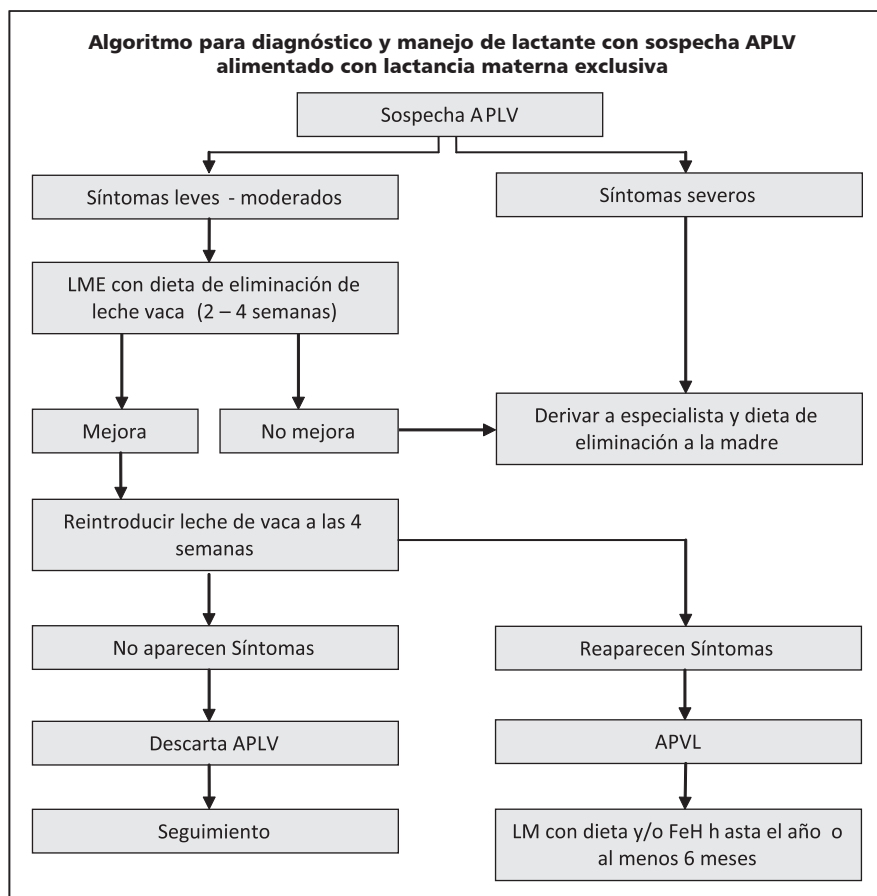 Algoritmo para diagnóstico y manejo de lactante con sospecha APLV
alimentado con lactancia materna exclusiva
Sospecha APLV
Síntomas leves - moderados
Síntomas severos
LME con dieta de eliminación de
leche vaca (2 – 4 semanas)
Mejora
No mejora
Derivar a especialista y dieta de
eliminación a la madre
Reintroducir leche de vaca a las 4
semanas
No aparecen Síntomas
Reaparecen Síntomas
Descarta APLV
APVL
Seguimiento
LM con dieta y/o FeH h asta el año o
al menos 6 meses